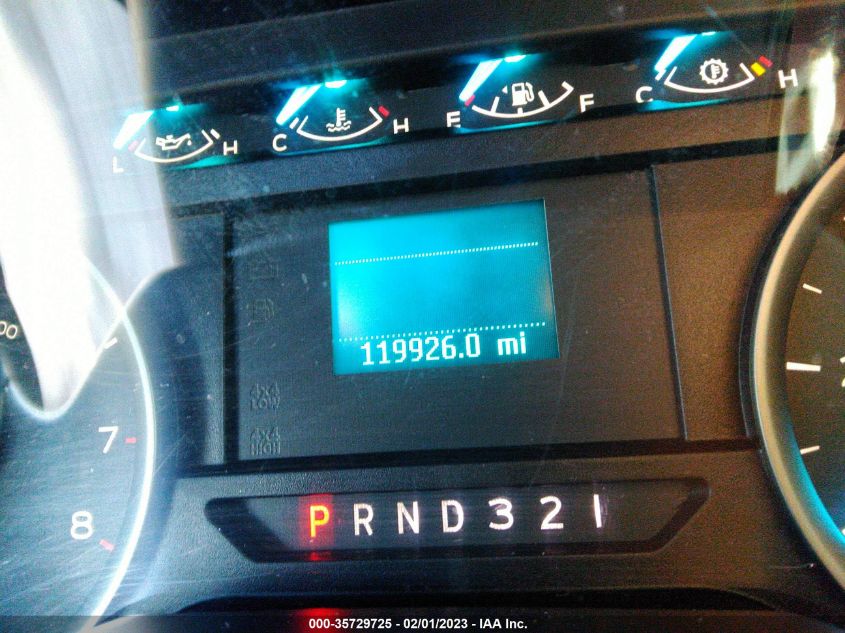 L H
C H
E F
C H
119926.0 mi
00
7
8
4x4
LOW
4x4
HIGH
P R N D 3 2 1
000-35729725 - 02/01/2023 - IAA Inc.